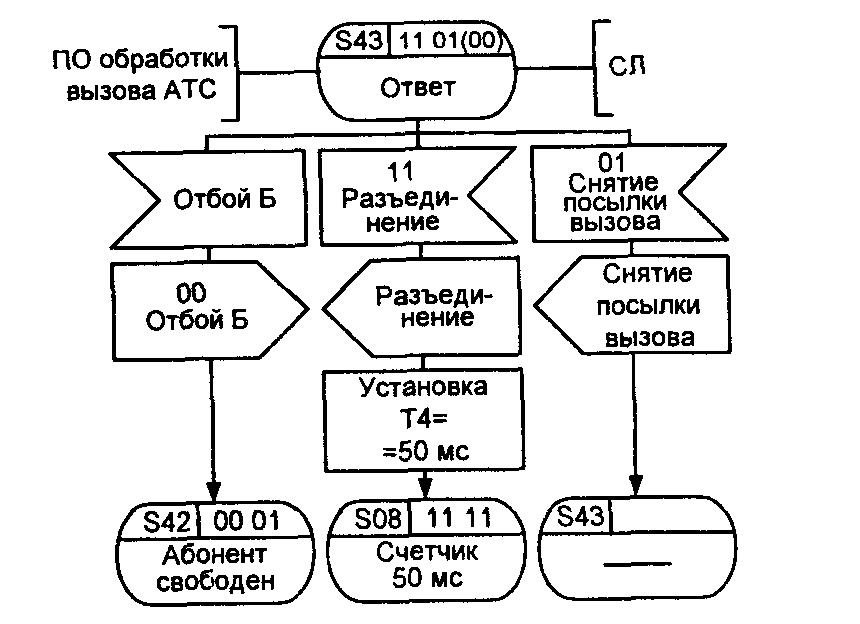 ПО обработки
вызова АТС
S43 11 01(00)
Ответ
СЛ
Отбой Б
11
Разъеди-
нение
01
Снятие
посылки
вызова
00
Отбой Б
Разъеди-
нение
Снятие
посылки
вызова
Установка
Т4=
=50 мс
S42 00 01
Абонент
свободен
S08 11 11
Счетчик
50 мс
S43